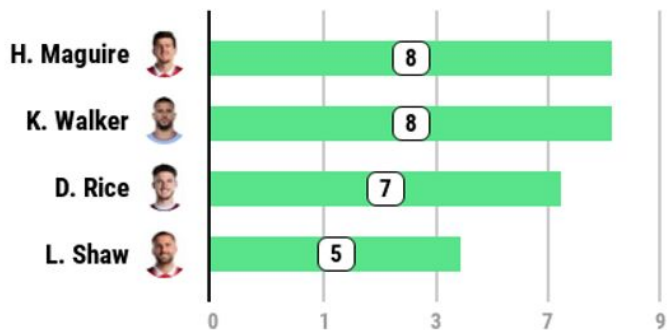 H. Maguire 8
K. Walker 8
D. Rice 7
L. Shaw 5
0 1 3 7 9